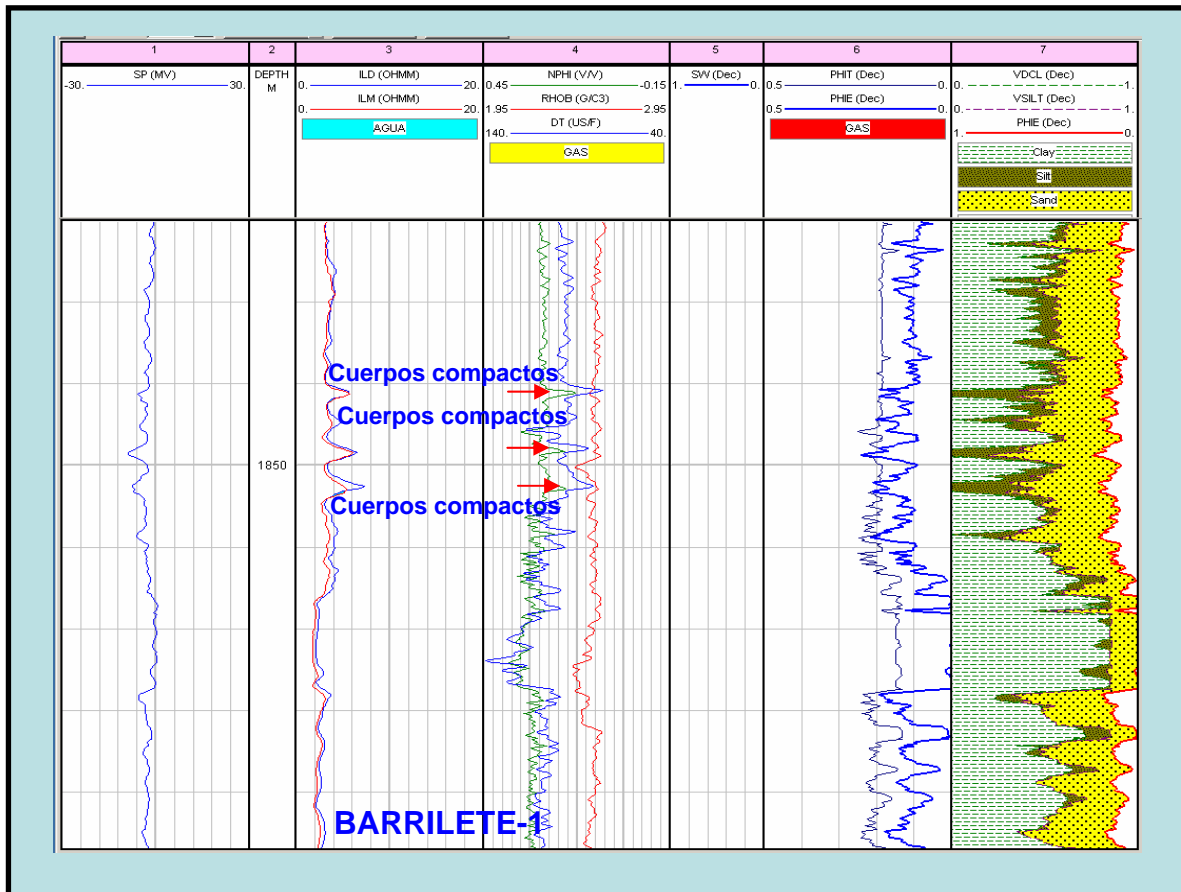 1 2 3 4 5 6 7
SP (MV) DEPTH ILD (OHMM) NPHI (V/V) SW (Dec) PHIT (Dec) VDCL (Dec)
-30. 30. M 0. 20. 0.45 -0.15 1. 0. 0.5 0. 0. 1.
ILM (OHMM) RHOB (G/C3) PHIE (Dec) VSILT (Dec)
0. 20. 1.95 2.95 0.5 0. 0. 1.
AGUA DT (US/F) GAS PHIE (Dec)
140. 40. 1. 0.
GAS Clay
Silt
Sand
Cuerpos compactos
Cuerpos compactos
1850
Cuerpos compactos
BARRILETE-1